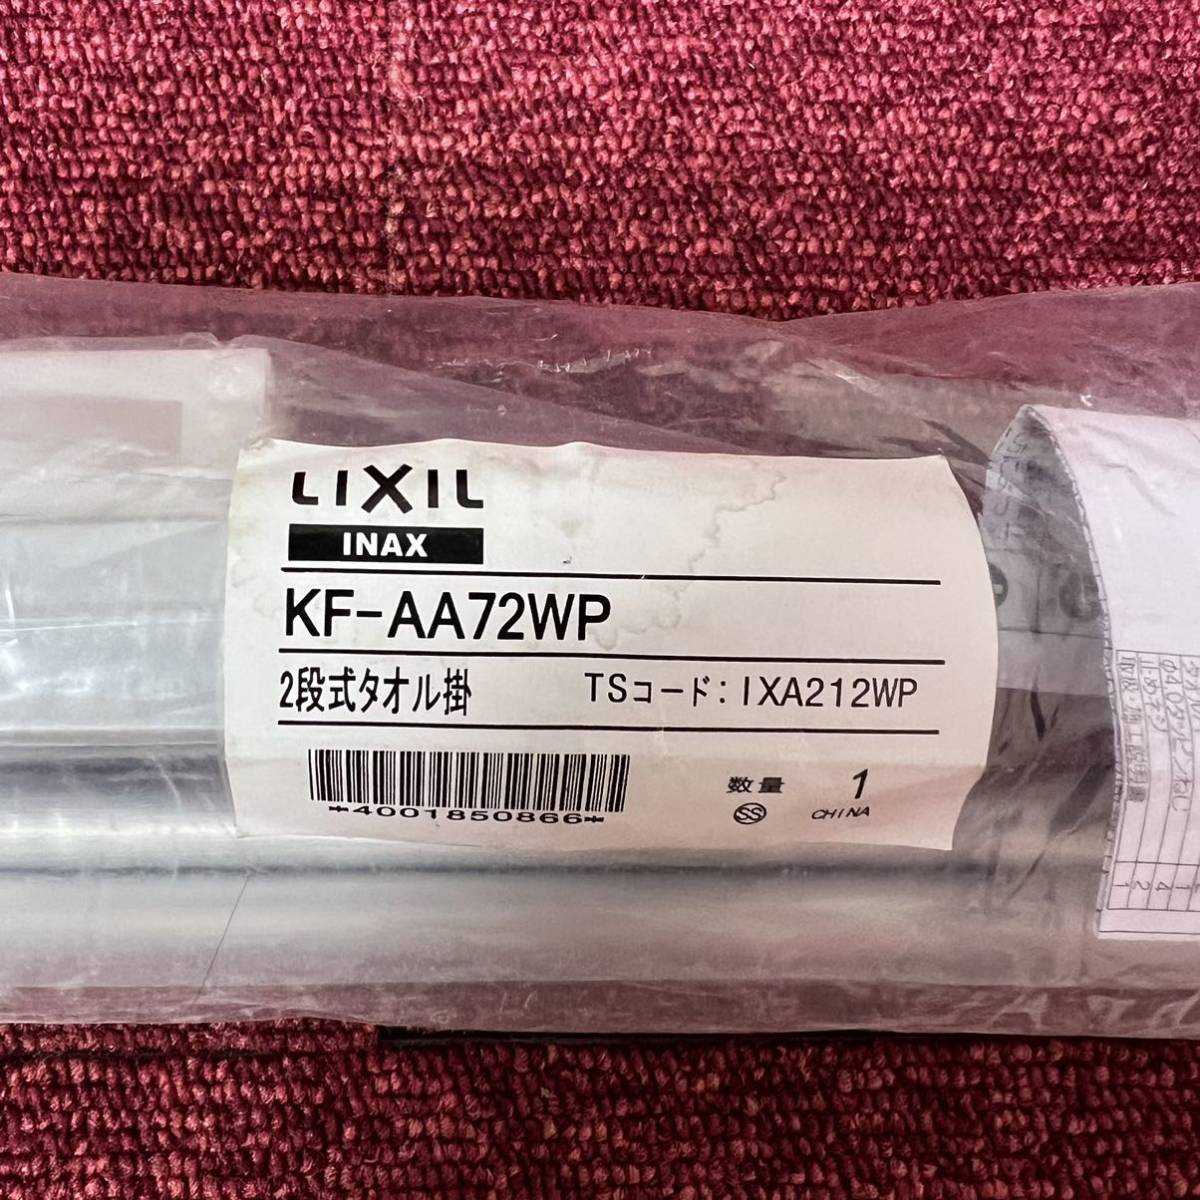 LIXIL
INAX
KF-AA72WP
2段式タオル掛 TSコード:IXA212WP
*4001850866*
数量 1
SS CHINA